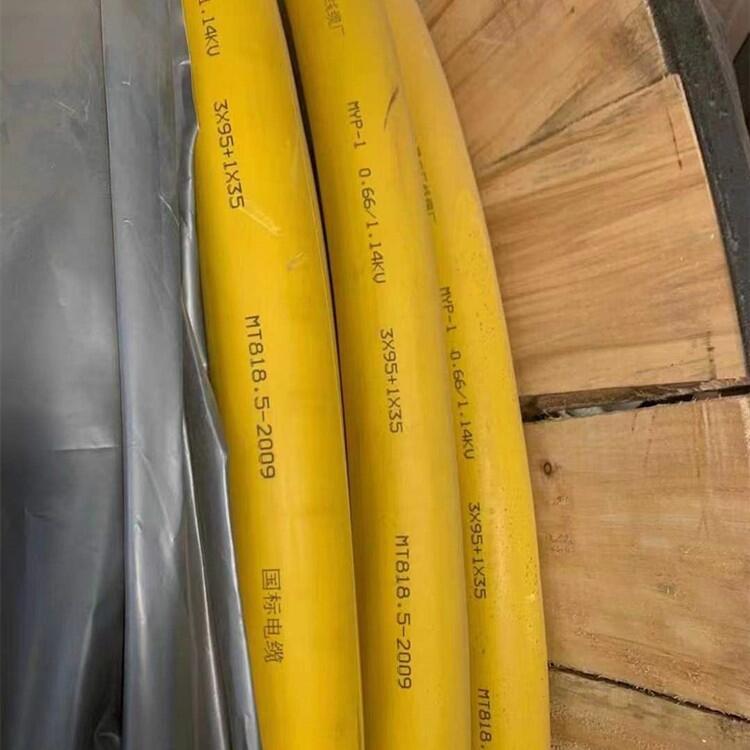 1.14KV 3X95+1X35 MT818.5-2009 国标电缆
MYP-1 0.66/1.14KV 3X95+1X35 MT818.5-2009
MYP-1 0.66/1.14KV 3X95+1X35 MT818.